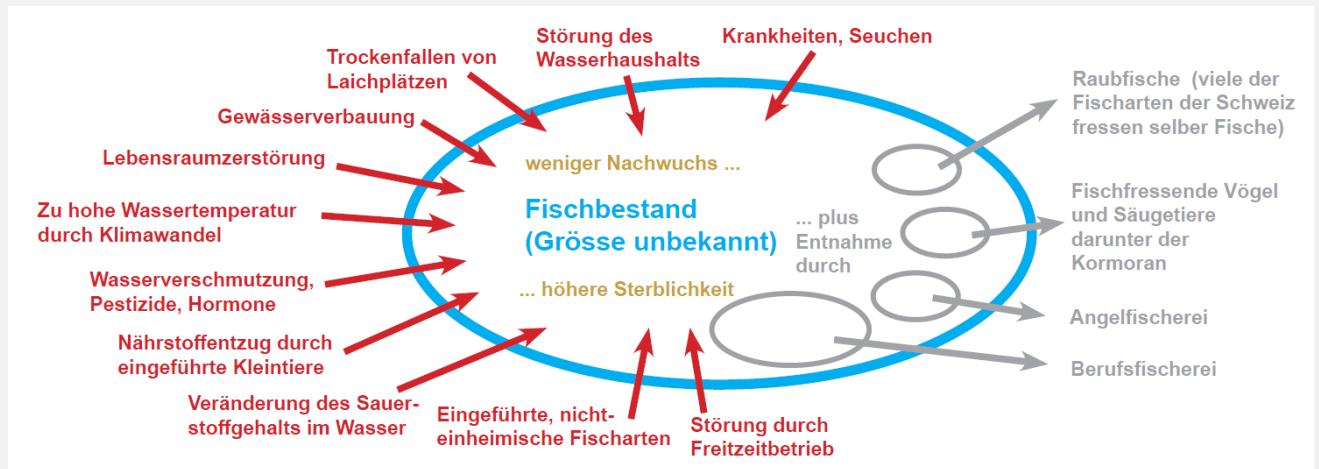 Störung des
Wasserhaushalts
Krankheiten, Seuchen
Trockenfallen von
Laichplätzen
Gewässerverbauung
Lebensraumzerstörung
Zu hohe Wassertemperatur
durch Klimawandel
Wasserverschmutzung,
Pestizide, Hormone
Nährstoffentzug durch
eingeführte Kleintiere
Veränderung des Sauer-
stoffgehalts im Wasser
Eingeführte, nicht-
einheimische Fischarten
Störung durch
Freitzeitbetrieb
weniger Nachwuchs ...
Fischbestand
(Grösse unbekannt)
... höhere Sterblichkeit
... plus
Entnahme
durch
Raubfische (viele der
Fischarten der Schweiz
fressen selber Fische)
Fischfressende Vögel
und Säugetiere
darunter der
Kormoran
Angelfischerei
Berufsfischerei